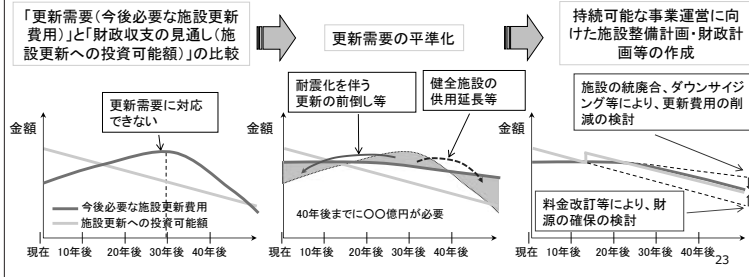 「更新需要(今後必要な施設更新
費用)」と「財政収支の見通し(施
設更新への投資可能額)」の比較
更新需要の平準化
持続可能な事業運営に向
けた施設整備計画・財政計
画等の作成
更新需要に対応
できない
金額
今後必要な施設更新費用
施設更新への投資可能額
現在 10年後 20年後 30年後 40年後
耐震化を伴う
更新の前倒し等
健全施設の
供用延長等
金額
40年後までに〇〇億円が必要
現在 10年後 20年後 30年後 40年後
施設の統廃合、ダウンサイジ
ング等により、更新費用の削
減の検討
金額
料金改訂等により、財
源の確保の検討
現在 10年後 20年後 30年後 40年後
23